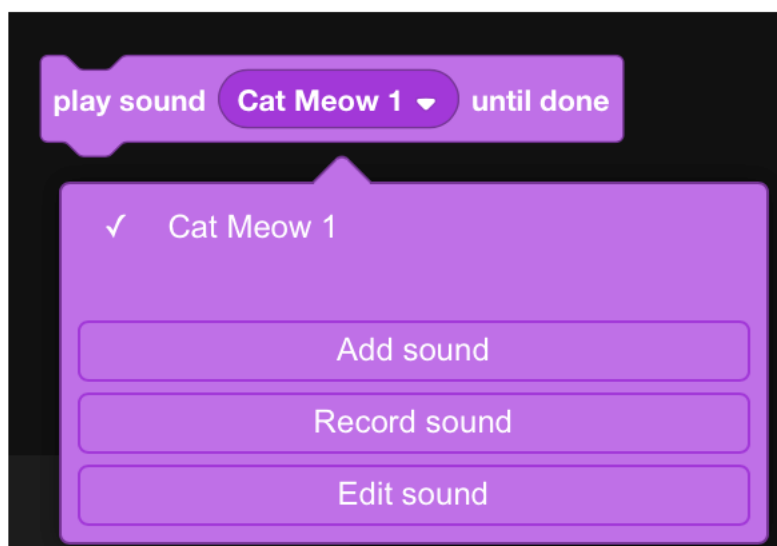 play sound Cat Meow 1 until done
✓ Cat Meow 1
Add sound
Record sound
Edit sound